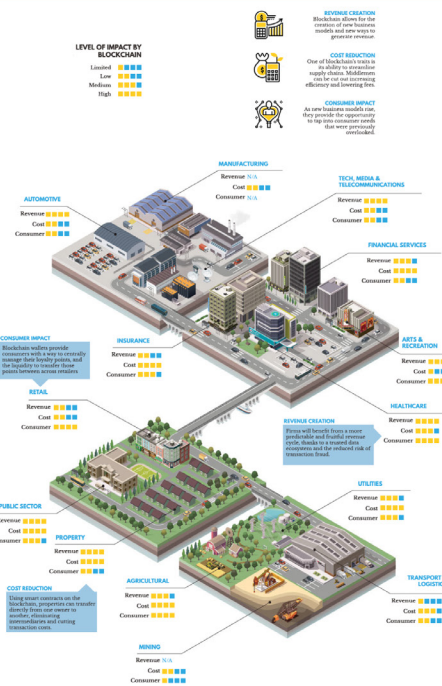 REVENUE CREATION
Blockchain allows for the
creation of new business
models and new ways to
generate revenue.
LEVEL OF IMPACT BY
BLOCKCHAIN
Limited
Low
Medium
High
COST REDUCTION
One of blockchain's traits is
its ability to streamline
supply chains. Middlemen
can be cut out increasing
efficiency and lowering fees.
CONSUMER IMPACT
As new business models rise,
they provide the opportunity
to tap into consumer needs
that were previously
overlooked.
MANUFACTURING
Revenue N/A
Cost
Consumer N/A
TECH, MEDIA &
TELECOMMUNICATIONS
Revenue
Cost
Consumer
AUTOMOTIVE
Revenue
Cost
Consumer
FINANCIAL SERVICES
Revenue
Cost
Consumer
CONSUMER IMPACT
Blockchain wallets provide
consumers with a way to centrally
manage their loyalty points, and
the liquidity to transfer those
points between across retailers
INSURANCE
Revenue
Cost
Consumer
ARTS &
RECREATION
Revenue
Cost
Consumer
RETAIL
Revenue
Cost
Consumer
HEALTHCARE
Revenue
Cost
Consumer
REVENUE CREATION
Firms will benefit from a more
predictable and fruitful revenue
cycle, thanks to a trusted data
ecosystem and the reduced risk of
transaction fraud.
UTILITIES
Revenue
Cost
Consumer
PUBLIC SECTOR
Revenue
Cost
nsumer
PROPERTY
Revenue
Cost
Consumer
COST REDUCTION
Using smart contracts on the
blockchain, properties can transfer
directly from one owner to
another, eliminating
intermediaries and cutting
transaction costs.
AGRICULTURAL
Revenue
Cost
Consumer
TRANSPORT
LOGISTIC
Revenue
Cost
Consumer
MINING
Revenue N/A
Cost
Consumer